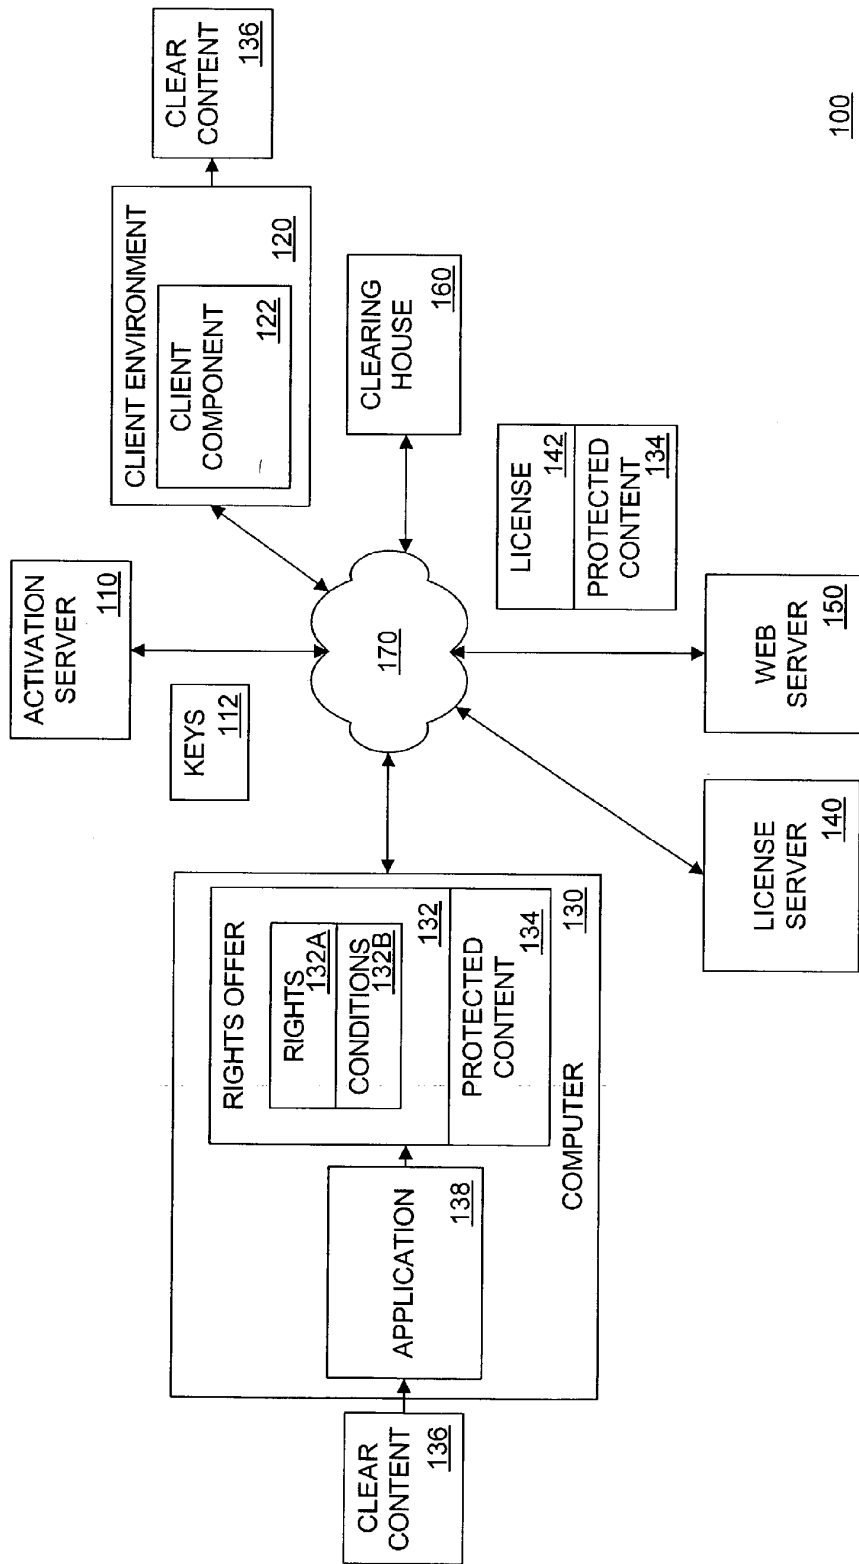 CLEAR
CONTENT
136
APPLICATION
138
RIGHTS OFFER
RIGHTS
132A
CONDITIONS
132B
132
PROTECTED
CONTENT
134
COMPUTER
130
KEYS
112
ACTIVATION
SERVER
110
170
CLIENT ENVIRONMENT
CLIENT
COMPONENT
122
120
CLEAR
CONTENT
136
CLEARING
HOUSE
160
LICENSE
142
PROTECTED
CONTENT
134
LICENSE
SERVER
140
WEB
SERVER
150
100